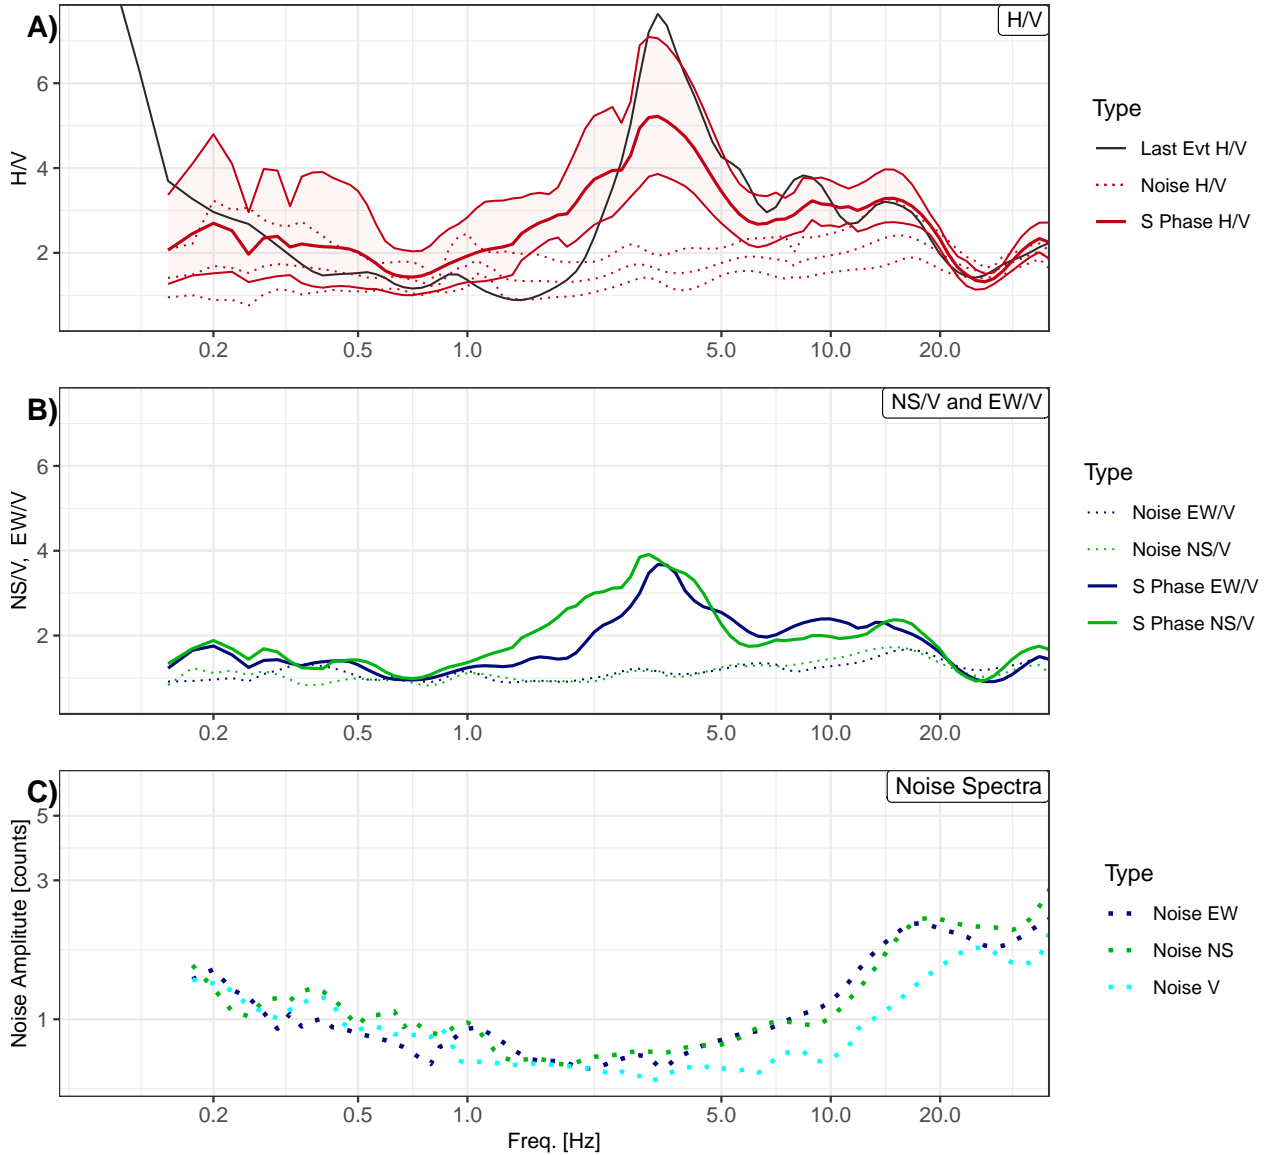 A)
H/V
6
4
2
H/V
0.2 0.5 1.0 5.0 10.0 20.0
Type
Last Evt H/V
Noise H/V
S Phase H/V
B)
NS/V and EW/V
6
4
2
NS/V, EW/V
0.2 0.5 1.0 5.0 10.0 20.0
Type
Noise EW/V
Noise NS/V
S Phase EW/V
S Phase NS/V
C)
Noise Spectra
5
3
1
Noise Amplitude [counts]
0.2 0.5 1.0 5.0 10.0 20.0
Freq. [Hz]
Type
Noise EW
Noise NS
Noise V